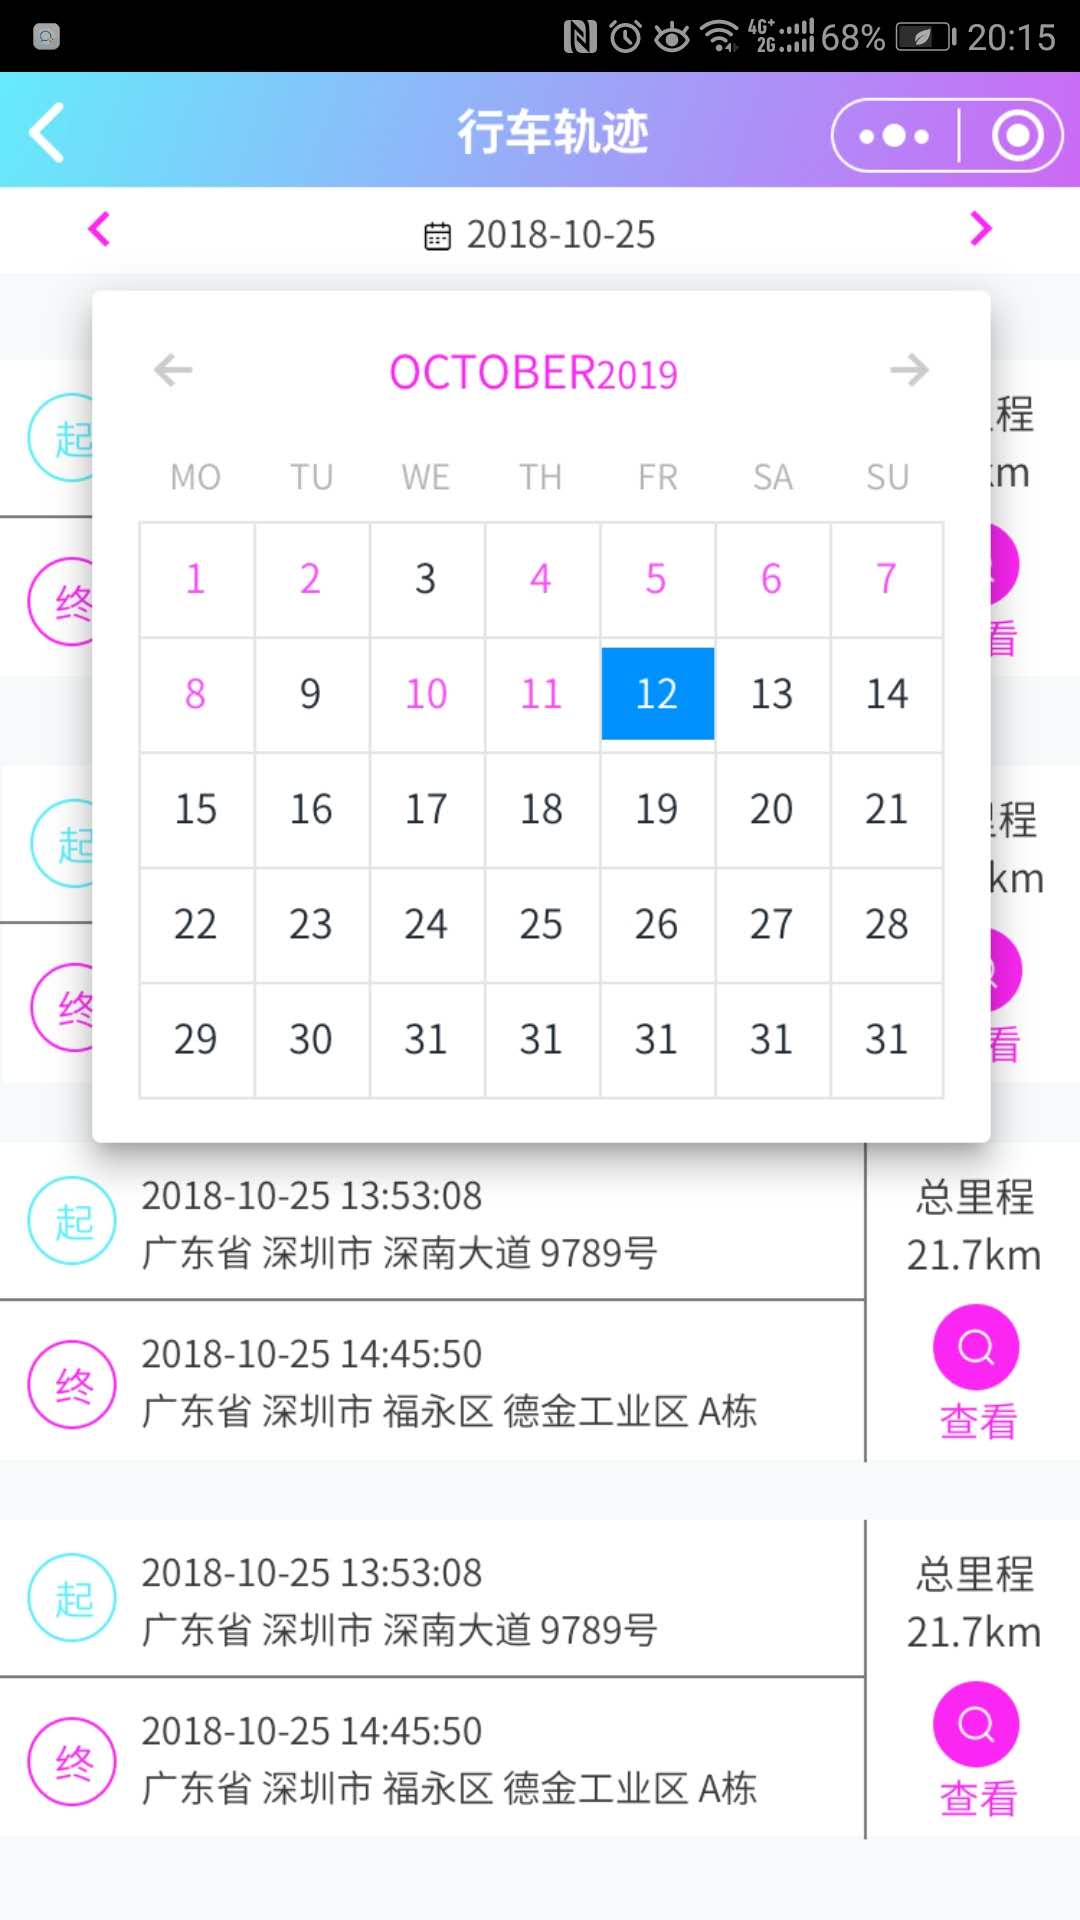 4G+ 2G 68% 20:15
行车轨迹
2018-10-25
OCTOBER2019
MO TU WE TH FR SA SU
1 2 3 4 5 6 7
8 9 10 11 12 13 14
15 16 17 18 19 20 21
22 23 24 25 26 27 28
29 30 31 31 31 31 31
起
程
km
终
看
起
程
km
终
看
起
2018-10-25 13:53:08
广东省 深圳市 深南大道 9789号
总里程
21.7km
终
2018-10-25 14:45:50
广东省 深圳市 福永区 德金工业区 A栋
查看
起
2018-10-25 13:53:08
广东省 深圳市 深南大道 9789号
总里程
21.7km
终
2018-10-25 14:45:50
广东省 深圳市 福永区 德金工业区 A栋
查看